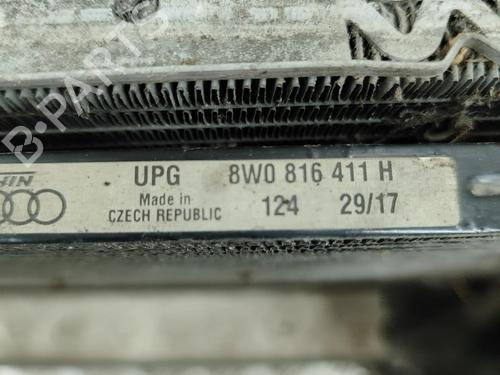 UPG 8W0 816 411 H
Made in
CZECH REPUBLIC 124 29/17
B-PARTS